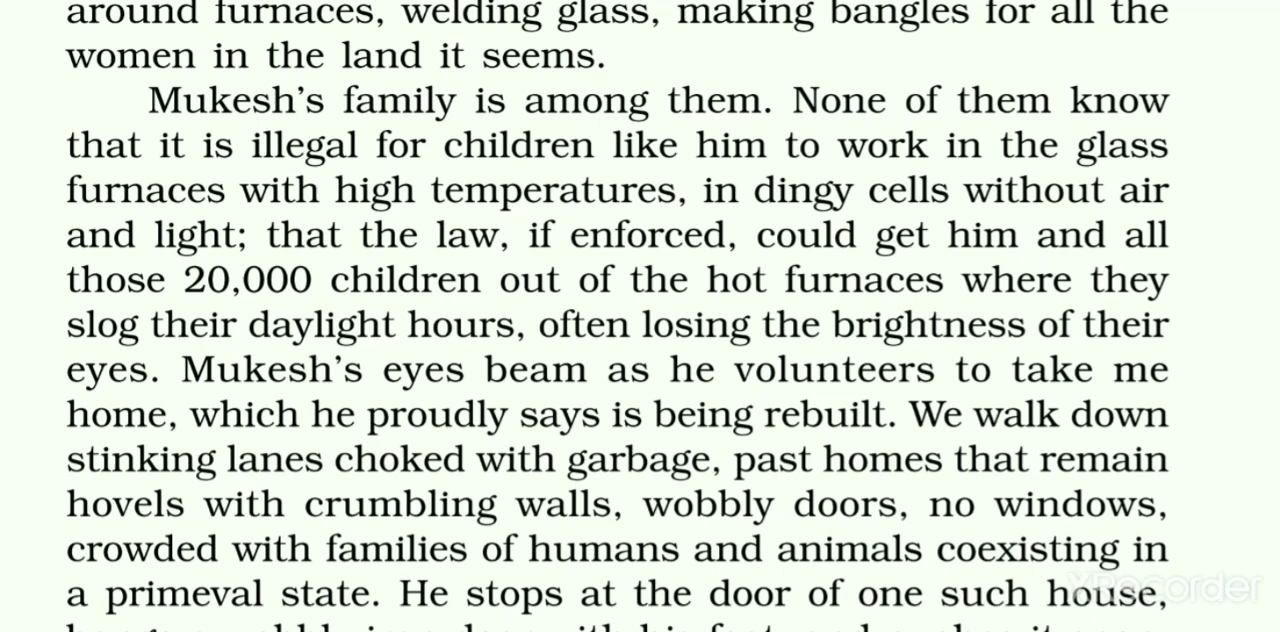 around furnaces, welding glass, making bangles for all the
women in the land it seems.
Mukesh's family is among them. None of them know
that it is illegal for children like him to work in the glass
furnaces with high temperatures, in dingy cells without air
and light; that the law, if enforced, could get him and all
those 20,000 children out of the hot furnaces where they
slog their daylight hours, often losing the brightness of their
eyes. Mukesh's eyes beam as he volunteers to take me
home, which he proudly says is being rebuilt. We walk down
stinking lanes choked with garbage, past homes that remain
hovels with crumbling walls, wobbly doors, no windows,
crowded with families of humans and animals coexisting in
a primeval state. He stops at the door of one such house,
XRecorder